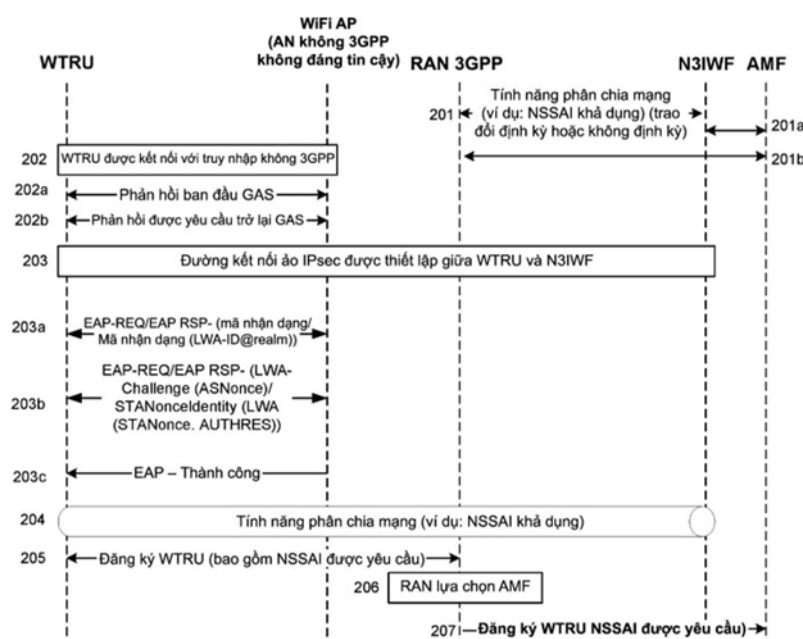 WiFi AP
(AN không 3GPP
không đáng tin cậy)
WTRU
RAN 3GPP
N3IWF
AMF
Tính năng phân chia mạng
(ví dụ: NSSAI khả dụng) (trao
đổi định kỳ hoặc không định kỳ)
201
201a
201b
202
WTRU được kết nối với truy nhập không 3GPP
202a
Phản hồi ban đầu GAS
202b
Phản hồi được yêu cầu trở lại GAS
203
Đường kết nối ảo IPsec được thiết lập giữa WTRU và N3IWF
203a
EAP-REQ/EAP RSP- (mã nhận dạng/
Mã nhận dạng (LWA-ID@realm))
203b
EAP-REQ/EAP RSP- (LWA-
Challenge (ASNonce)/
STANonceIdentity (LWA
(STANonce. AUTHRES))
203c
EAP – Thành công
204
Tính năng phân chia mạng (ví dụ: NSSAI khả dụng)
205
Đăng ký WTRU (bao gồm NSSAI được yêu cầu)
206
RAN lựa chọn AMF
207
Đăng ký WTRU NSSAI được yêu cầu)